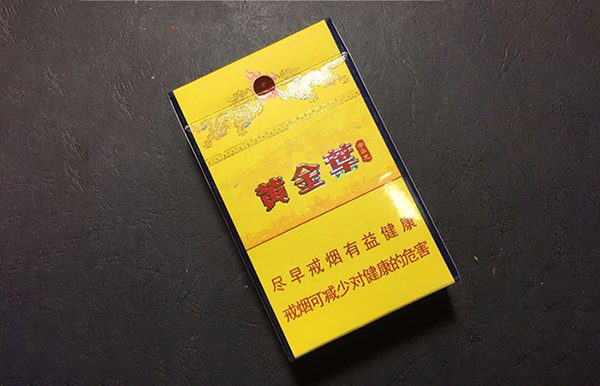 黄金葉
尽早戒烟有益健康
戒烟可减少对健康的危害